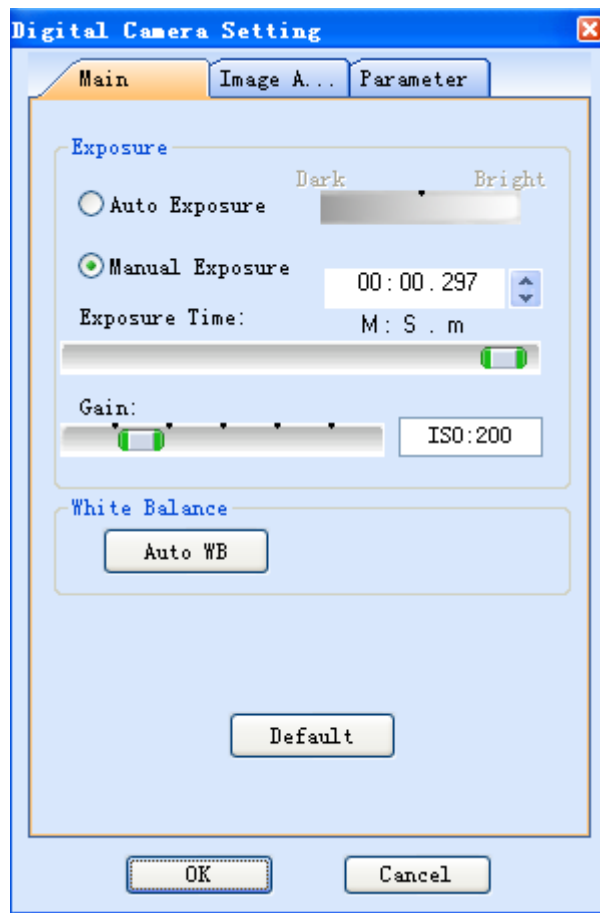 Digital Camera Setting
Main Image A... Parameter
Exposure
Dark Bright
Auto Exposure
Manual Exposure 00:00.297
Exposure Time: M:S.m
Gain:
ISO:200
White Balance
Auto WB
Default
OK Cancel